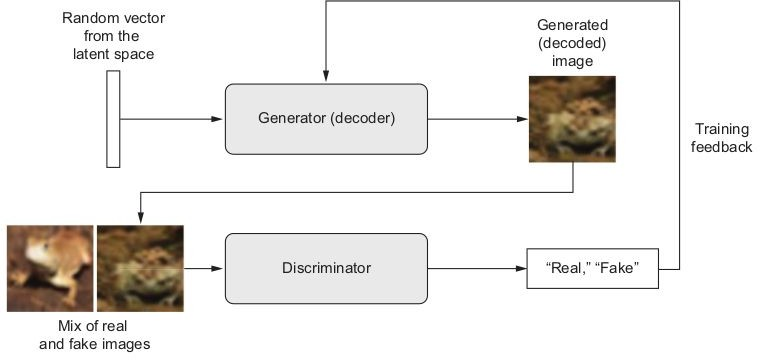 Random vector
from the
latent space
Generator (decoder)
Generated
(decoded)
image
Training
feedback
Discriminator
“Real,” “Fake”
Mix of real
and fake images